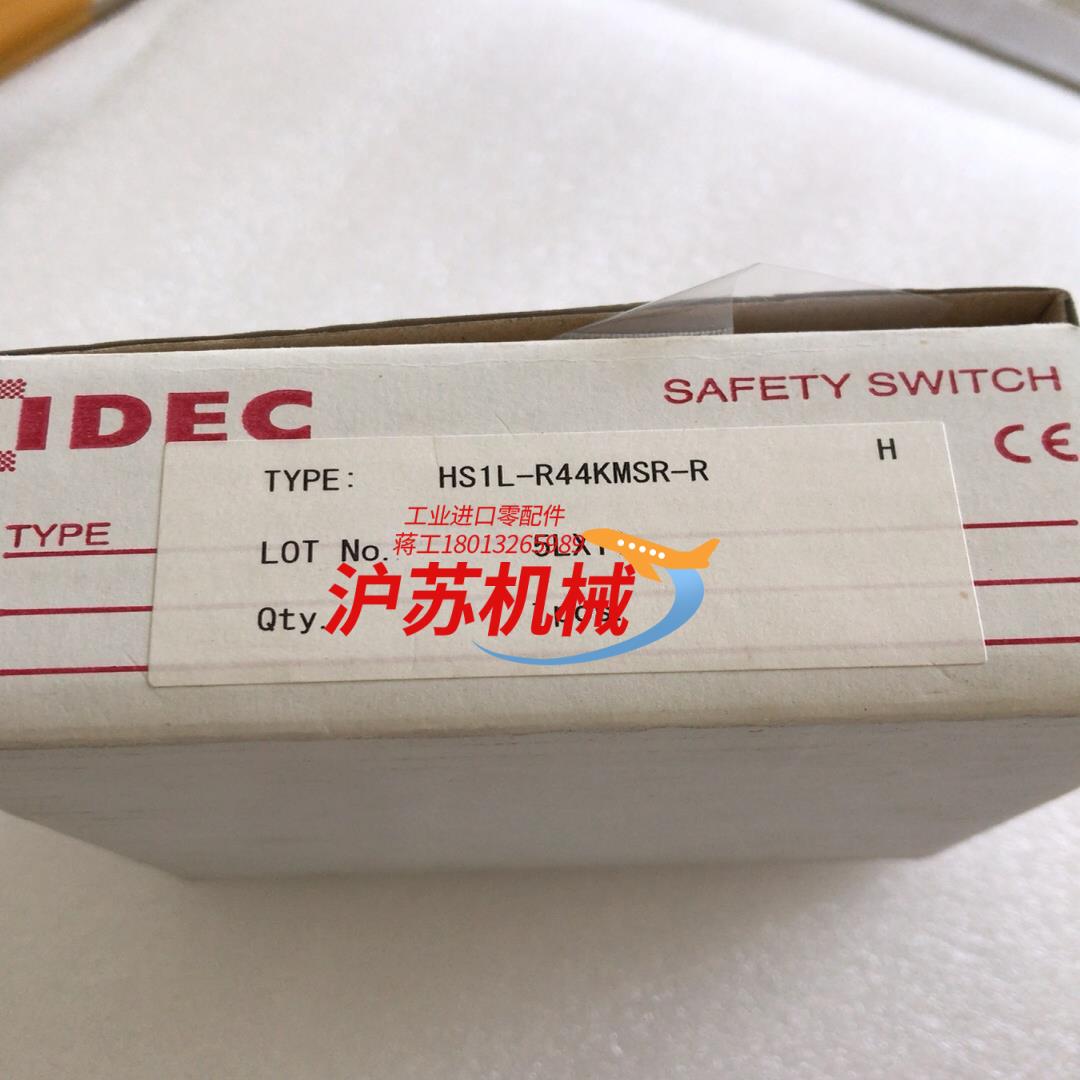 IDEC
SAFETY SWITCH
CE
TYPE: HS1L-R44KMSR-R H
TYPE
工业进口零配件
LOT No.
蒋工18013265989
Qty.
沪苏机械